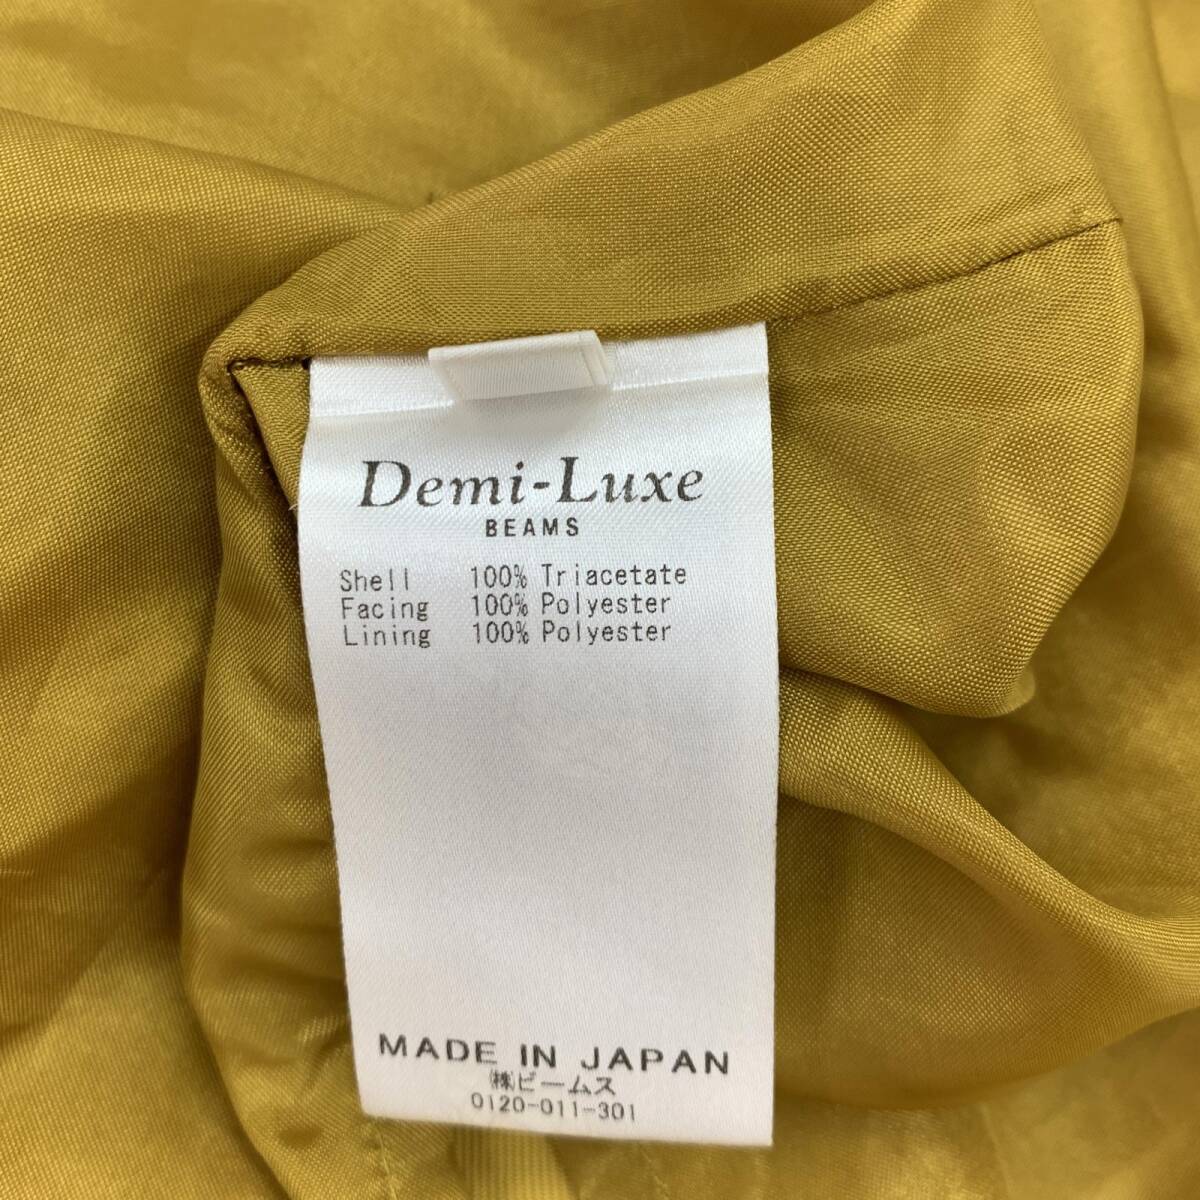 Demi-Luxe
BEAMS
Shell 100% Triacetate
Facing 100% Polyester
Lining 100% Polyester
MADE IN JAPAN
㈱ビームス
0120-011-301